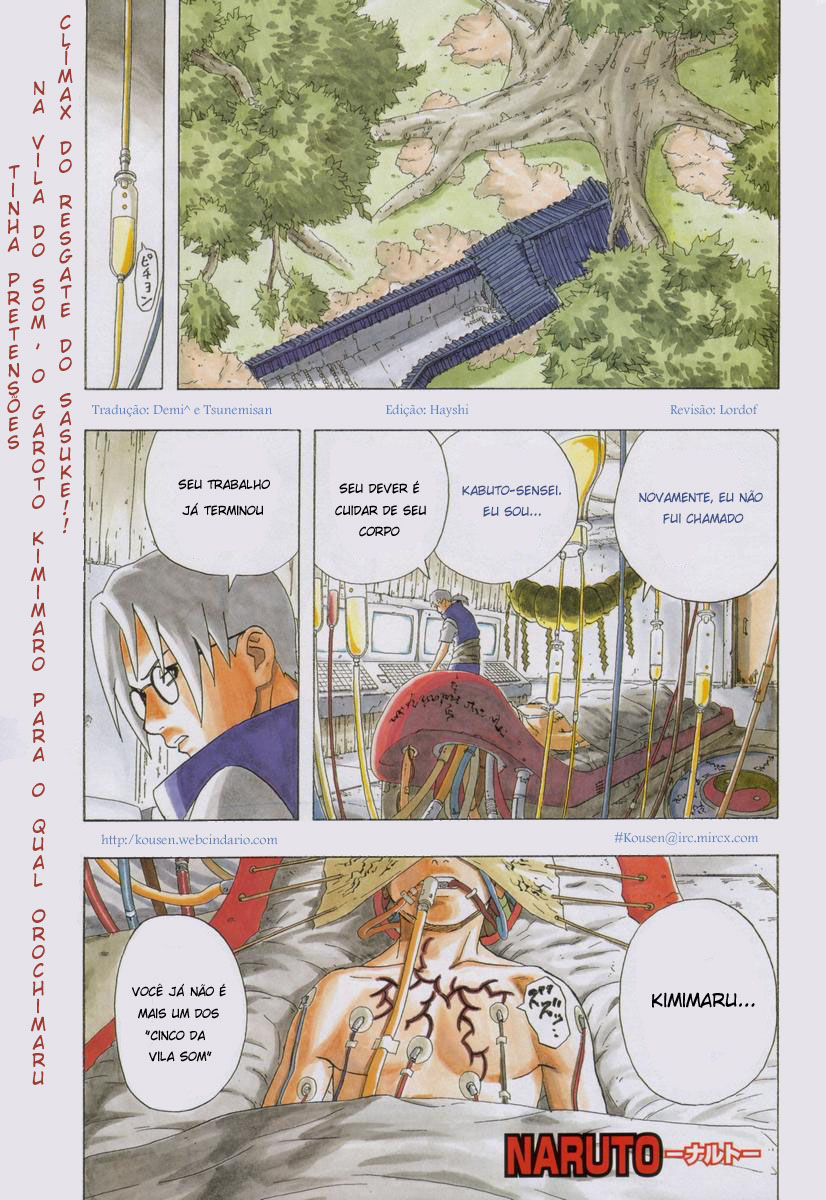 CLÍMAX DO RESGATE DO SASUKE!!
NA VILA DO SOM, O GAROTO KIMIMARO PARA O QUAL OROCHIMARU
TINHA PRETENSÕES
ピチョン
Tradução: Demi^ e Tsunemisan
Edição: Hayshi
Revisão: Lordof
NOVAMENTE, EU NÃO
FUI CHAMADO
KABUTO-SENSEI.
EU SOU...
SEU DEVER É
CUIDAR DE SEU
CORPO
SEU TRABALHO
JÁ TERMINOU
http:/kousen.webcindario.com
#Kousen@irc.mircx.com
KIMIMARU...
VOCÊ JÁ NÃO É
MAIS UM DOS
"CINCO DA
VILA SOM"
NARUTO -ナルト-